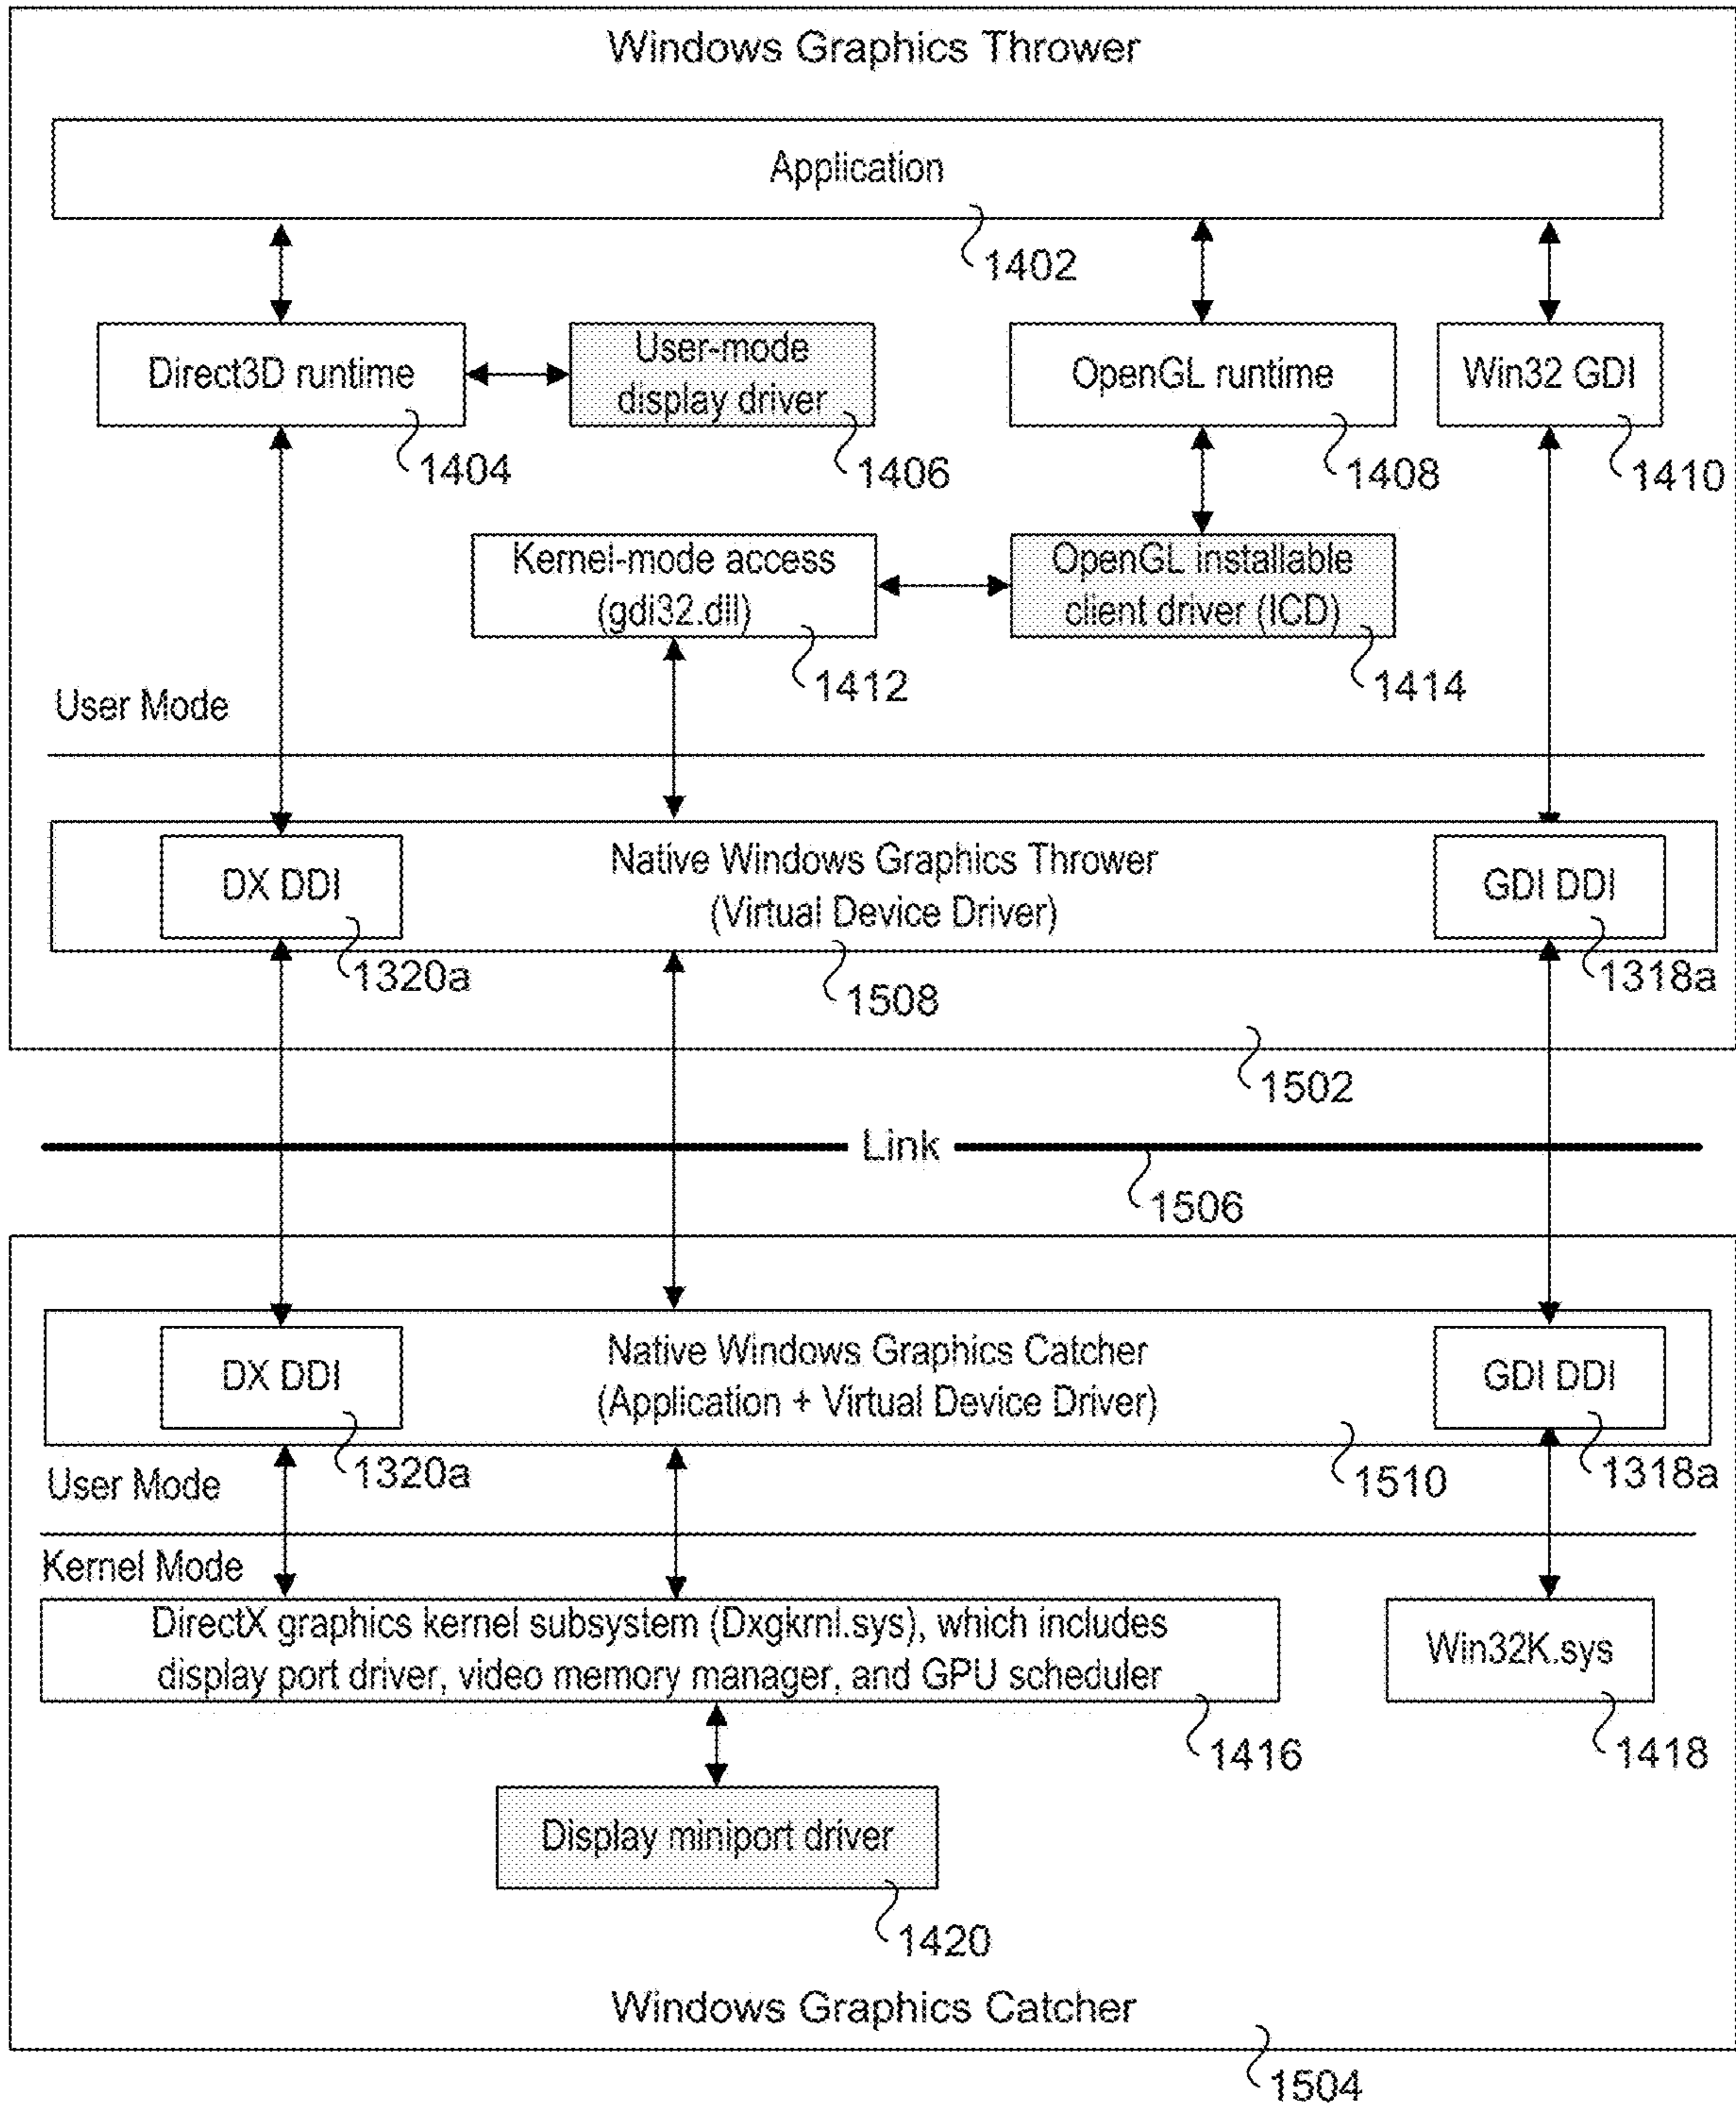 Windows Graphics Thrower
Application
1402
Direct3D runtime
1404
User-mode
display driver
1406
OpenGL runtime
1408
Win32 GDI
1410
Kernel-mode access
(gdi32.dll)
1412
OpenGL installable
client driver (ICD)
1414
User Mode
DX DDI
1320a
Native Windows Graphics Thrower
(Virtual Device Driver)
1508
GDI DDI
1318a
1502
Link
1506
DX DDI
1320a
Native Windows Graphics Catcher
(Application + Virtual Device Driver)
1510
GDI DDI
1318a
User Mode
Kernel Mode
DirectX graphics kernel subsystem (Dxgkrnl.sys), which includes
display port driver, video memory manager, and GPU scheduler
1416
Win32K.sys
1418
Display miniport driver
1420
Windows Graphics Catcher
1504